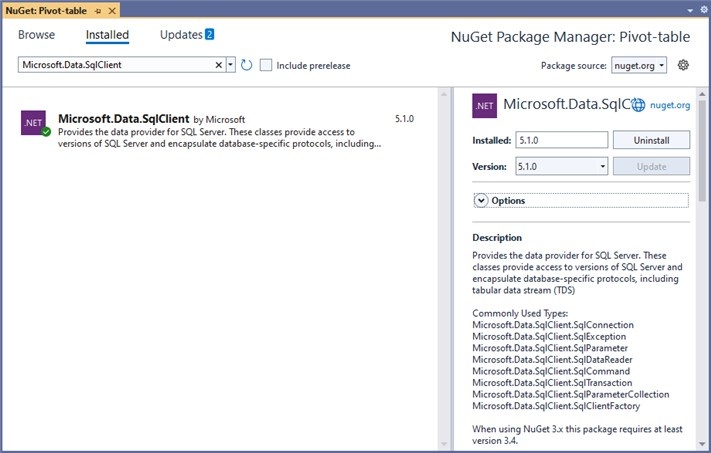 NuGet: Pivot-table
Browse
Installed
Updates 2
NuGet Package Manager: Pivot-table
Microsoft.Data.SqlClient
Include prerelease
Package source: nuget.org
.NET
Microsoft.Data.SqlClient by Microsoft
5.1.0
Provides the data provider for SQL Server. These classes provide access to
versions of SQL Server and encapsulate database-specific protocols, including...
.NET
Microsoft.Data.SqlC
nuget.org
Installed: 5.1.0
Uninstall
Version: 5.1.0
Update
Options
Description
Provides the data provider for SQL Server. These
classes provide access to versions of SQL Server and
encapsulate database-specific protocols, including
tabular data stream (TDS)
Commonly Used Types:
Microsoft.Data.SqlClient.SqlConnection
Microsoft.Data.SqlClient.SqlException
Microsoft.Data.SqlClient.SqlParameter
Microsoft.Data.SqlClient.SqlDataReader
Microsoft.Data.SqlClient.SqlCommand
Microsoft.Data.SqlClient.SqlTransaction
Microsoft.Data.SqlClient.SqlParameterCollection
Microsoft.Data.SqlClient.SqlClientFactory
When using NuGet 3.x this package requires at least
version 3.4.